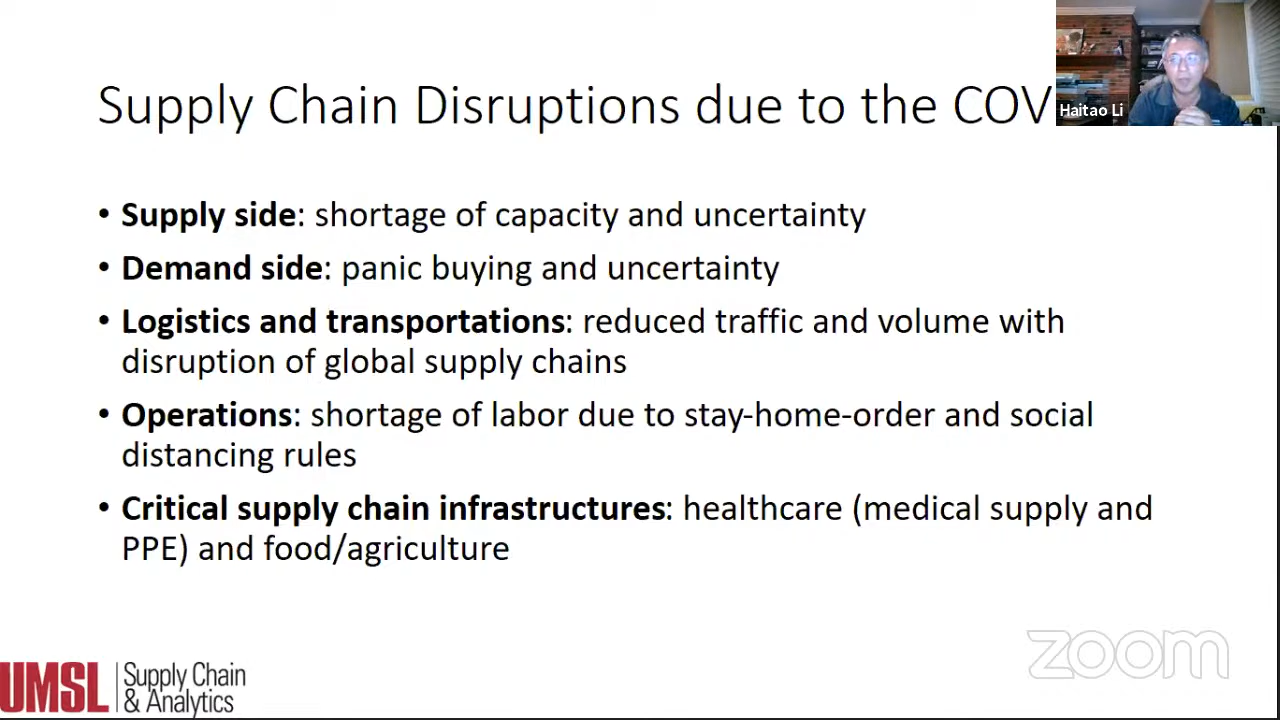 Supply Chain Disruptions due to the COV
Haitao Li
• Supply side: shortage of capacity and uncertainty
• Demand side: panic buying and uncertainty
• Logistics and transportations: reduced traffic and volume with
disruption of global supply chains
• Operations: shortage of labor due to stay-home-order and social
distancing rules
• Critical supply chain infrastructures: healthcare (medical supply and
PPE) and food/agriculture
zoom
UMSL Supply Chain
& Analytics